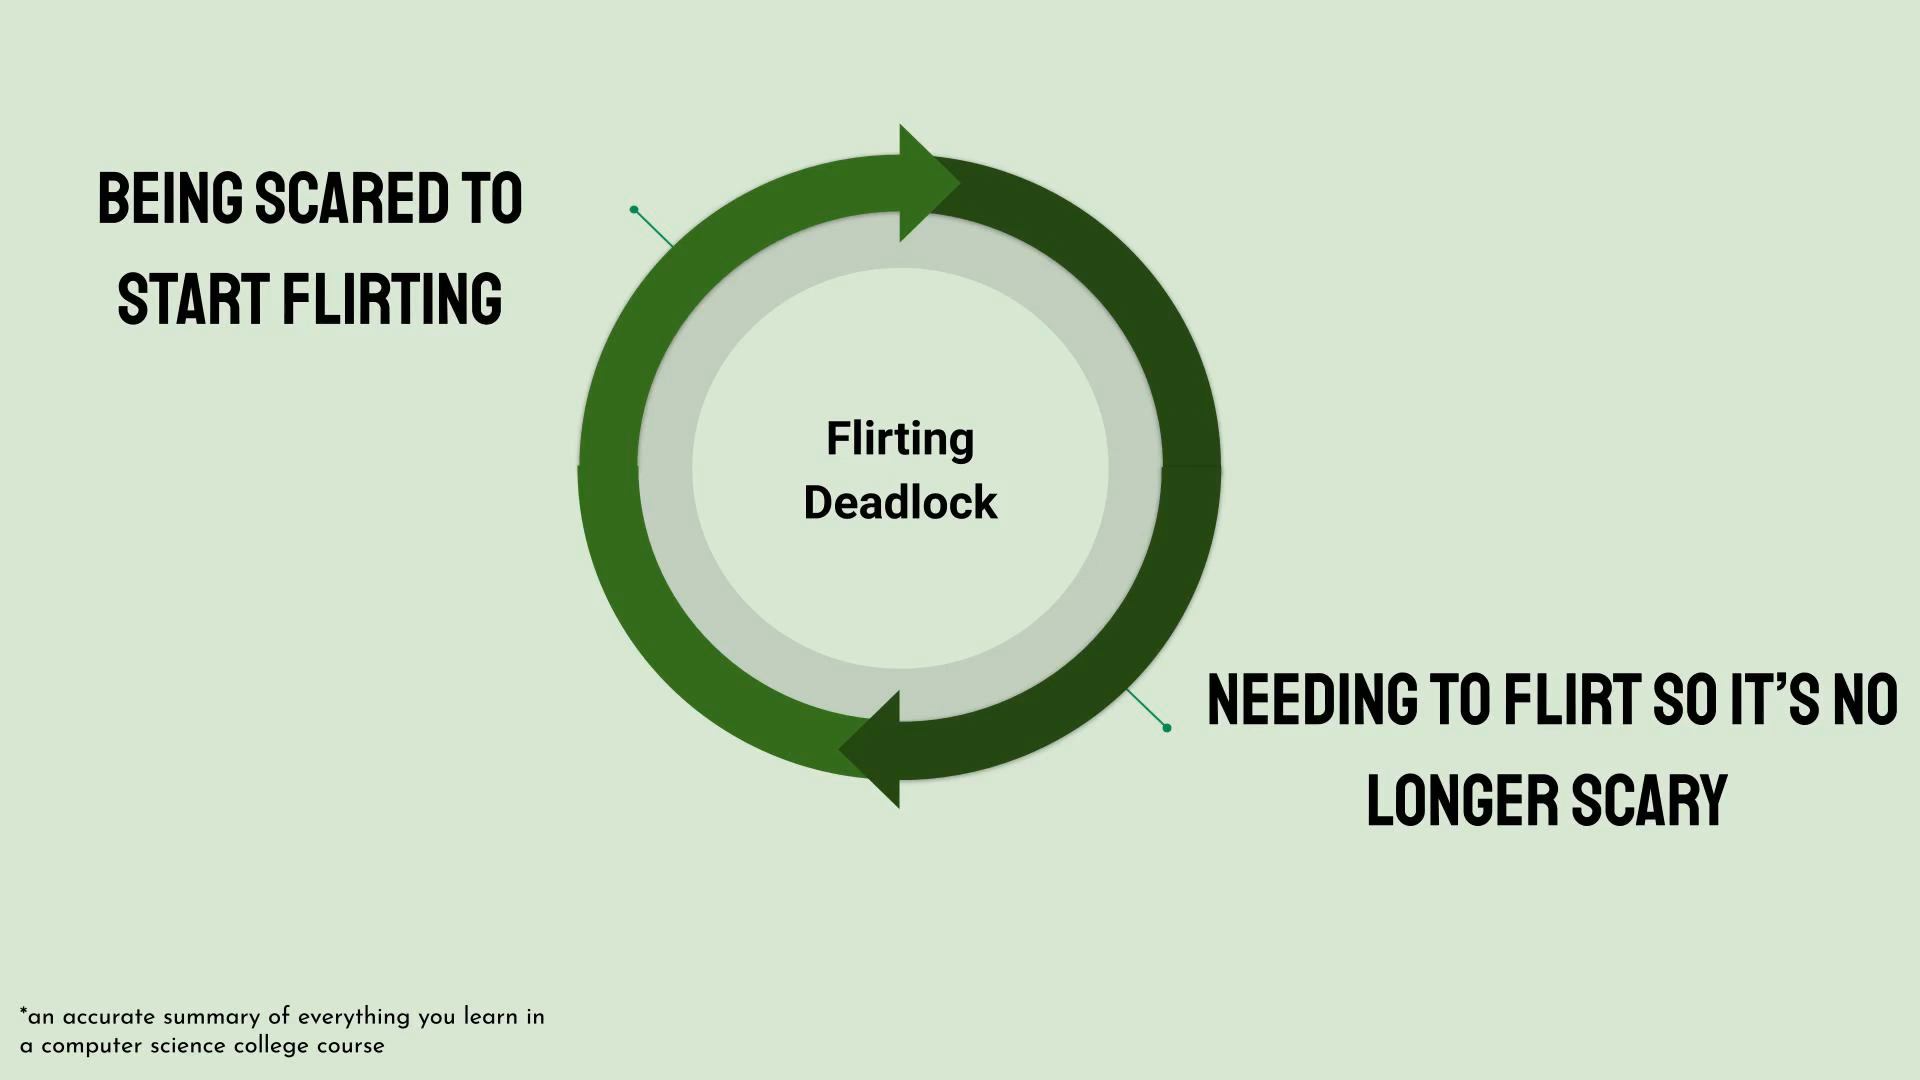 BEING SCARED TO
START FLIRTING
Flirting
Deadlock
NEEDING TO FLIRT SO IT’S NO
LONGER SCARY
*an accurate summary of everything you learn in
a computer science college course